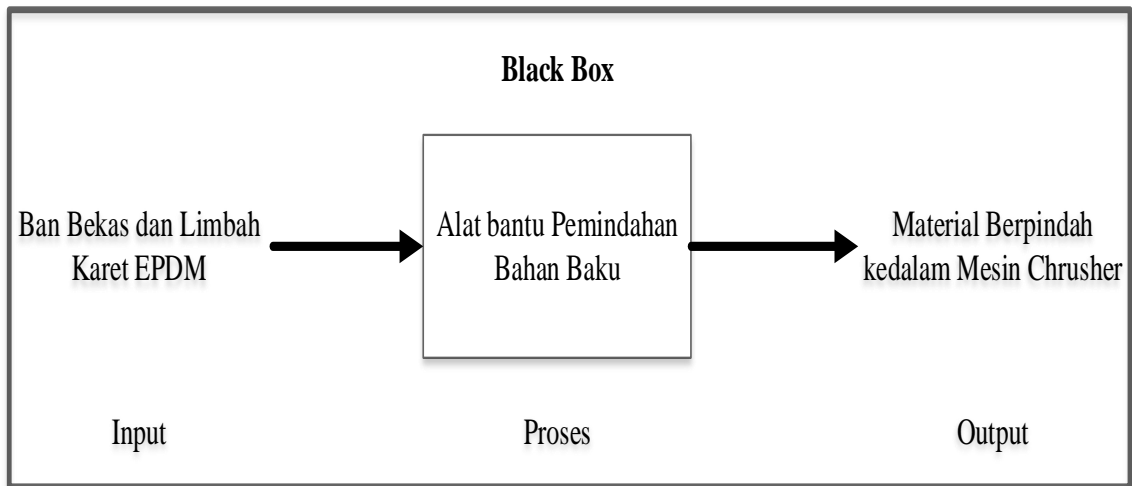 Black Box
Ban Bekas dan Limbah
Karet EPDM
Alat bantu Pemindahan
Bahan Baku
Material Berpindah
kedalam Mesin Chrusher
Input
Proses
Output